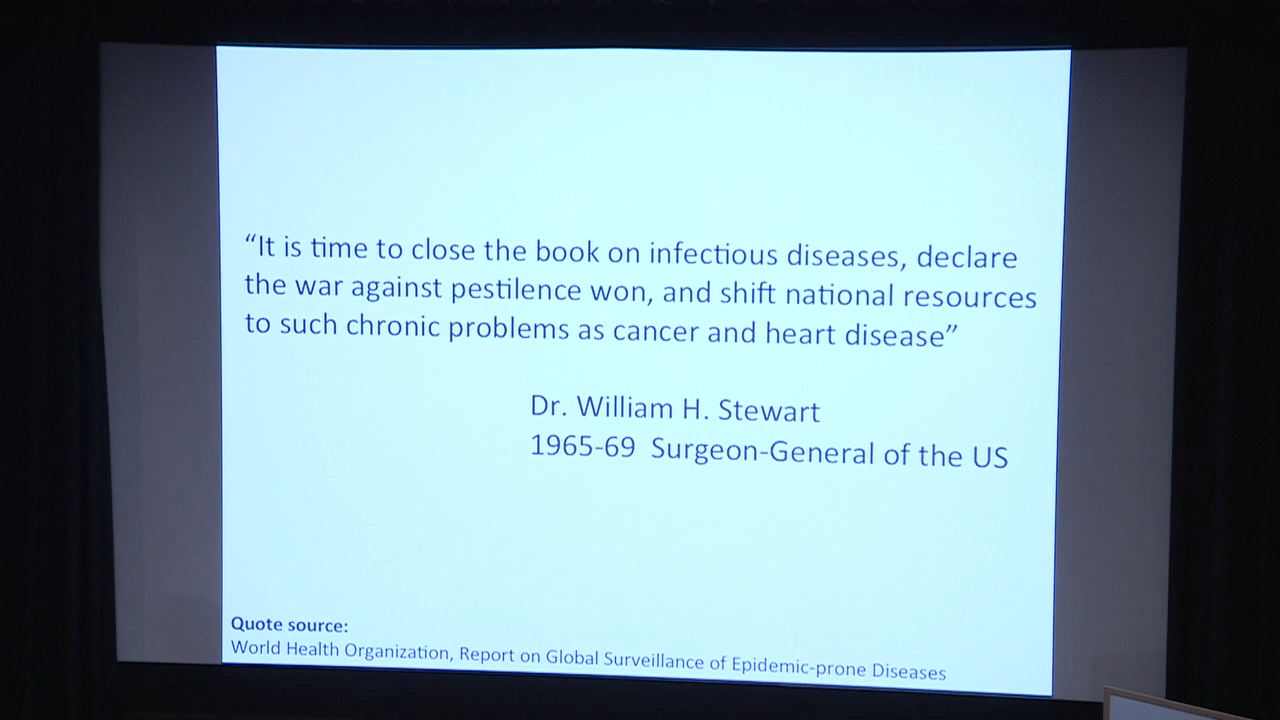 “It is time to close the book on infectious diseases, declare
the war against pestilence won, and shift national resources
to such chronic problems as cancer and heart disease”
Dr. William H. Stewart
1965-69 Surgeon-General of the US
Quote source:
World Health Organization, Report on Global Surveillance of Epidemic-prone Diseases